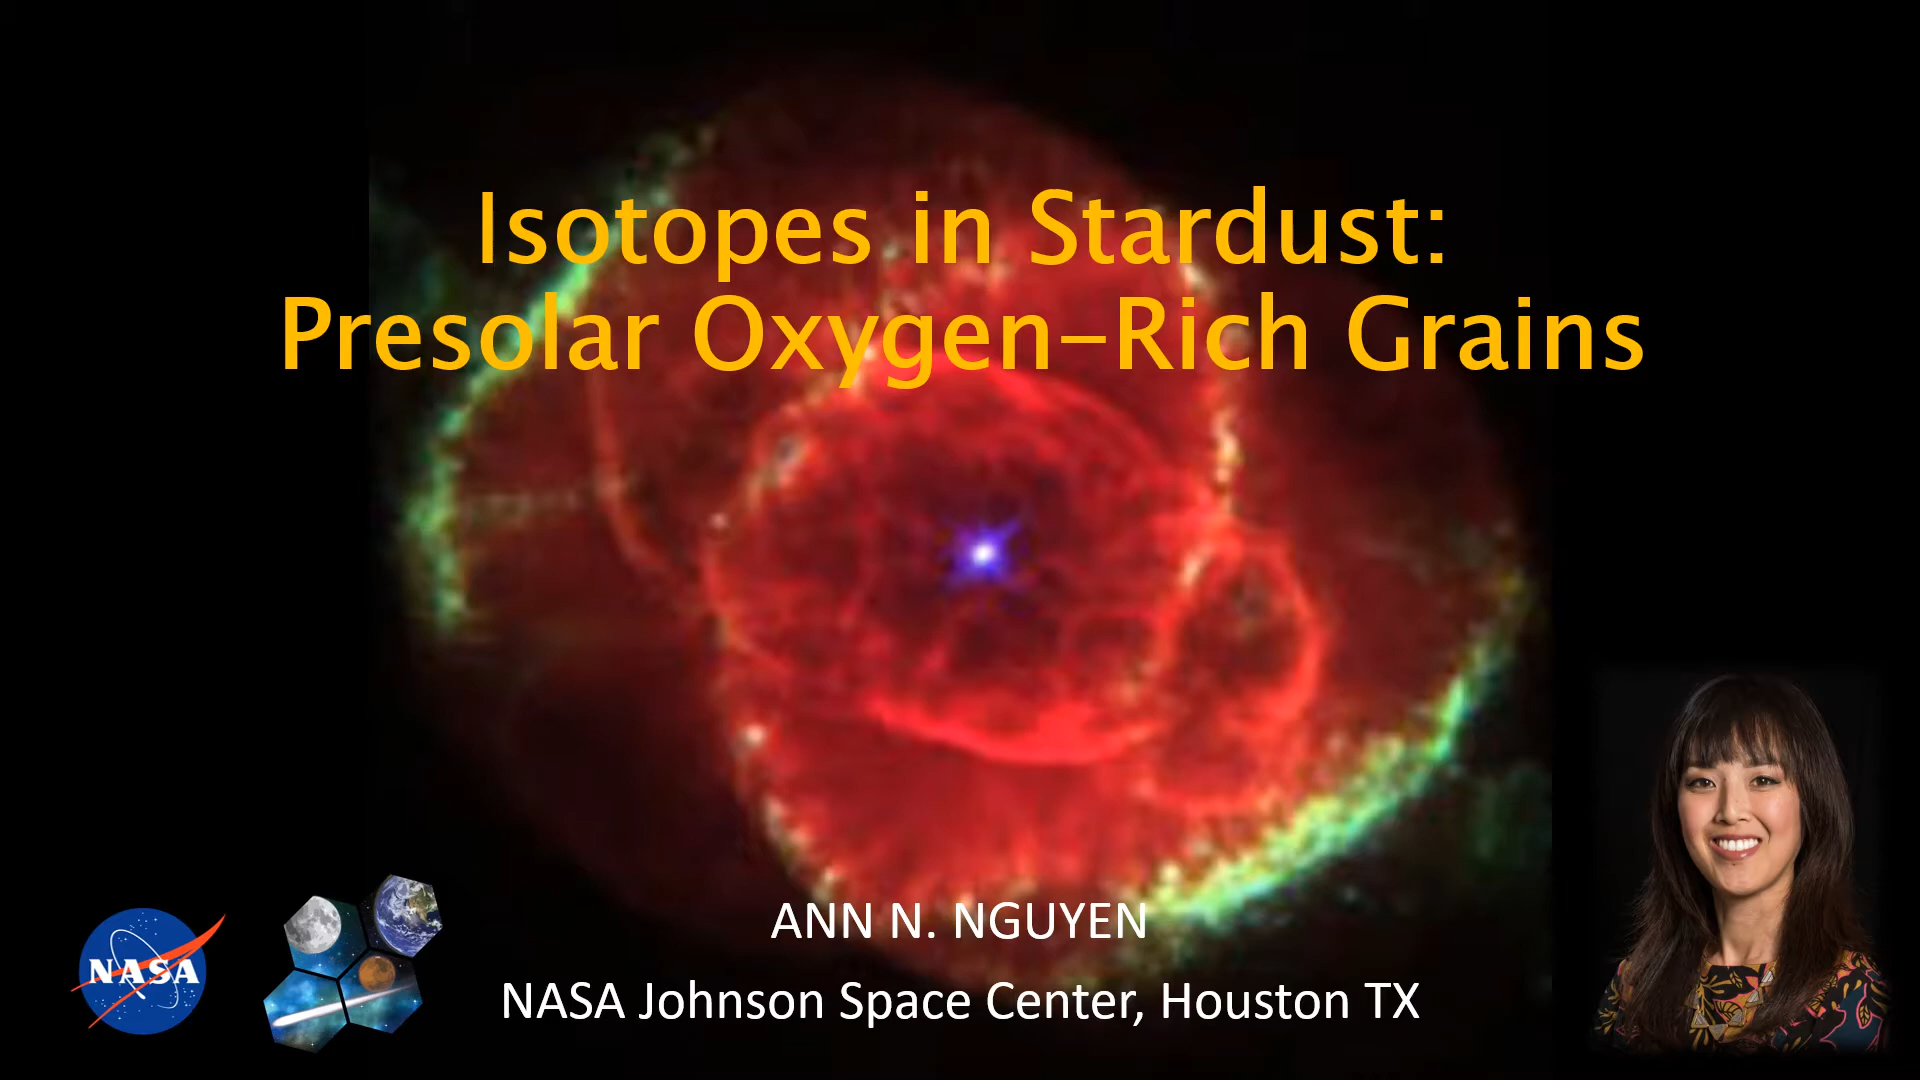 Isotopes in Stardust:
Presolar Oxygen-Rich Grains
ANN N. NGUYEN
NASA Johnson Space Center, Houston TX
NASA